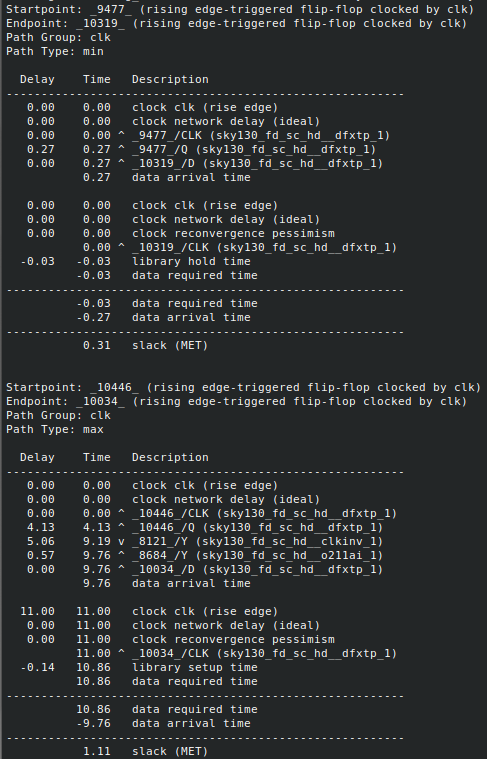 Startpoint: _9477_ (rising edge-triggered flip-flop clocked by clk)
Endpoint: _10319_ (rising edge-triggered flip-flop clocked by clk)
Path Group: clk
Path Type: min
  Delay    Time   Description
---------------------------------------------------------
   0.00    0.00   clock clk (rise edge)
   0.00    0.00   clock network delay (ideal)
   0.00    0.00 ^ _9477_/CLK (sky130_fd_sc_hd__dfxtp_1)
   0.27    0.27 ^ _9477_/Q (sky130_fd_sc_hd__dfxtp_1)
   0.00    0.27 ^ _10319_/D (sky130_fd_sc_hd__dfxtp_1)
           0.27   data arrival time
   0.00    0.00   clock clk (rise edge)
   0.00    0.00   clock network delay (ideal)
   0.00    0.00   clock reconvergence pessimism
           0.00 ^ _10319_/CLK (sky130_fd_sc_hd__dfxtp_1)
  -0.03   -0.03   library hold time
          -0.03   data required time
---------------------------------------------------------
          -0.03   data required time
          -0.27   data arrival time
---------------------------------------------------------
           0.31   slack (MET)
Startpoint: _10446_ (rising edge-triggered flip-flop clocked by clk)
Endpoint: _10034_ (rising edge-triggered flip-flop clocked by clk)
Path Group: clk
Path Type: max
  Delay    Time   Description
---------------------------------------------------------
   0.00    0.00   clock clk (rise edge)
   0.00    0.00   clock network delay (ideal)
   0.00    0.00 ^ _10446_/CLK (sky130_fd_sc_hd__dfxtp_1)
   4.13    4.13 ^ _10446_/Q (sky130_fd_sc_hd__dfxtp_1)
   5.06    9.19 v _8121_/Y (sky130_fd_sc_hd__clkinv_1)
   0.57    9.76 ^ _8684_/Y (sky130_fd_sc_hd__o211ai_1)
   0.00    9.76 ^ _10034_/D (sky130_fd_sc_hd__dfxtp_1)
           9.76   data arrival time
  11.00   11.00   clock clk (rise edge)
   0.00   11.00   clock network delay (ideal)
   0.00   11.00   clock reconvergence pessimism
          11.00 ^ _10034_/CLK (sky130_fd_sc_hd__dfxtp_1)
  -0.14   10.86   library setup time
          10.86   data required time
---------------------------------------------------------
          10.86   data required time
          -9.76   data arrival time
---------------------------------------------------------
           1.11   slack (MET)